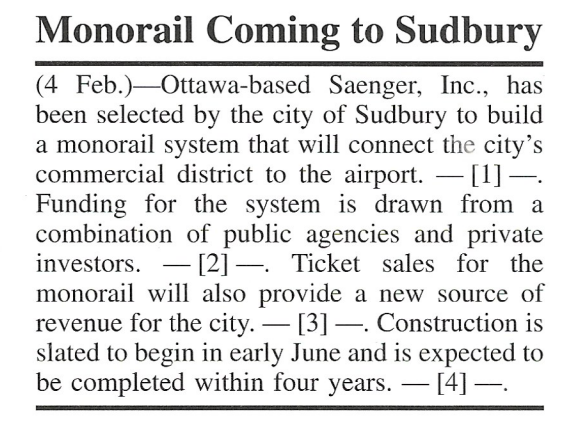 Monorail Coming to Sudbury
(4 Feb.)—Ottawa-based Saenger, Inc., has
been selected by the city of Sudbury to build
a monorail system that will connect the city's
commercial district to the airport. — [1] —.
Funding for the system is drawn from a
combination of public agencies and private
investors. — [2] —. Ticket sales for the
monorail will also provide a new source of
revenue for the city. — [3] —. Construction is
slated to begin in early June and is expected to
be completed within four years. — [4] —.